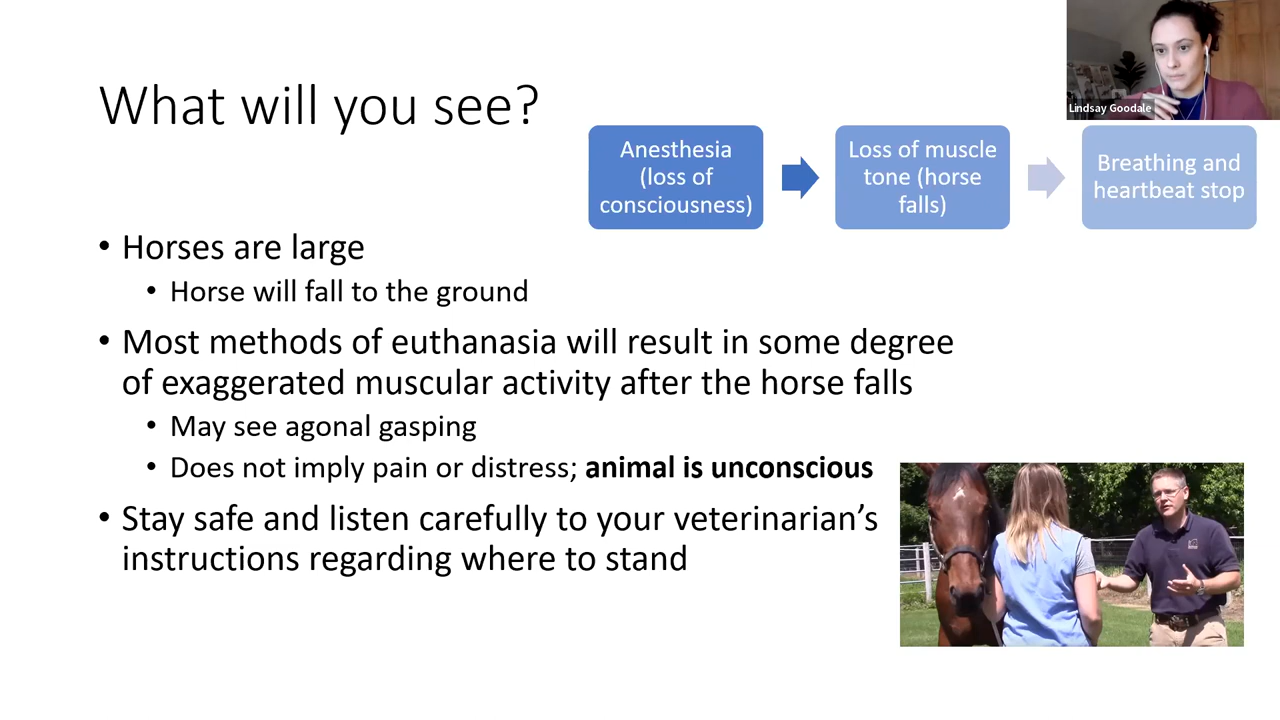 Lindsay Goodale
What will you see?
Anesthesia
(loss of
consciousness)
Loss of muscle
tone (horse
falls)
Breathing and
heartbeat stop
• Horses are large
• Horse will fall to the ground
• Most methods of euthanasia will result in some degree
of exaggerated muscular activity after the horse falls
• May see agonal gasping
• Does not imply pain or distress; animal is unconscious
• Stay safe and listen carefully to your veterinarian’s
instructions regarding where to stand